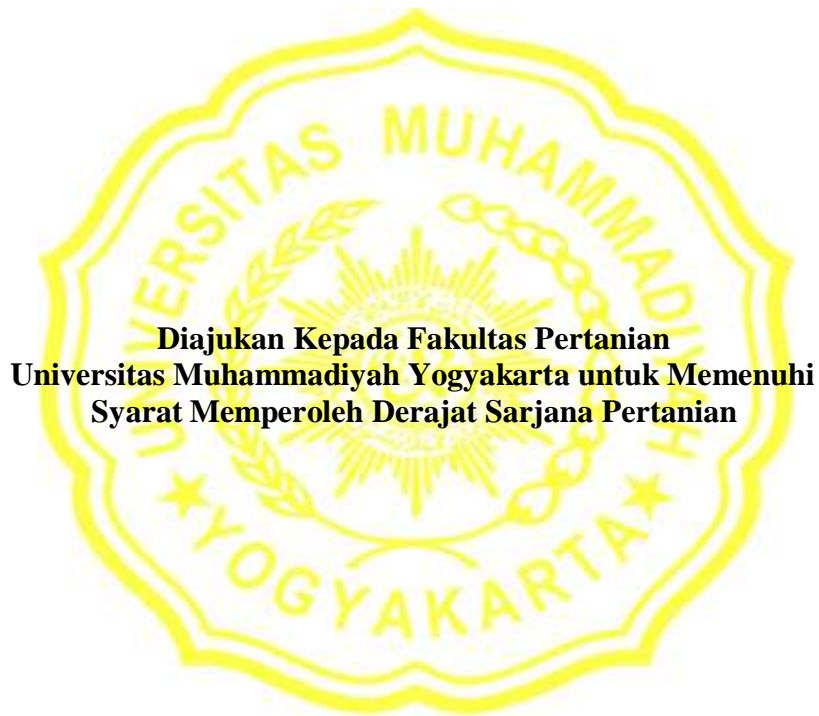 UNIVERSITAS MUHAMMADIYAH
Diajukan Kepada Fakultas Pertanian
Universitas Muhammadiyah Yogyakarta untuk Memenuhi
Syarat Memperoleh Derajat Sarjana Pertanian
★ YOGYAKARTA ★